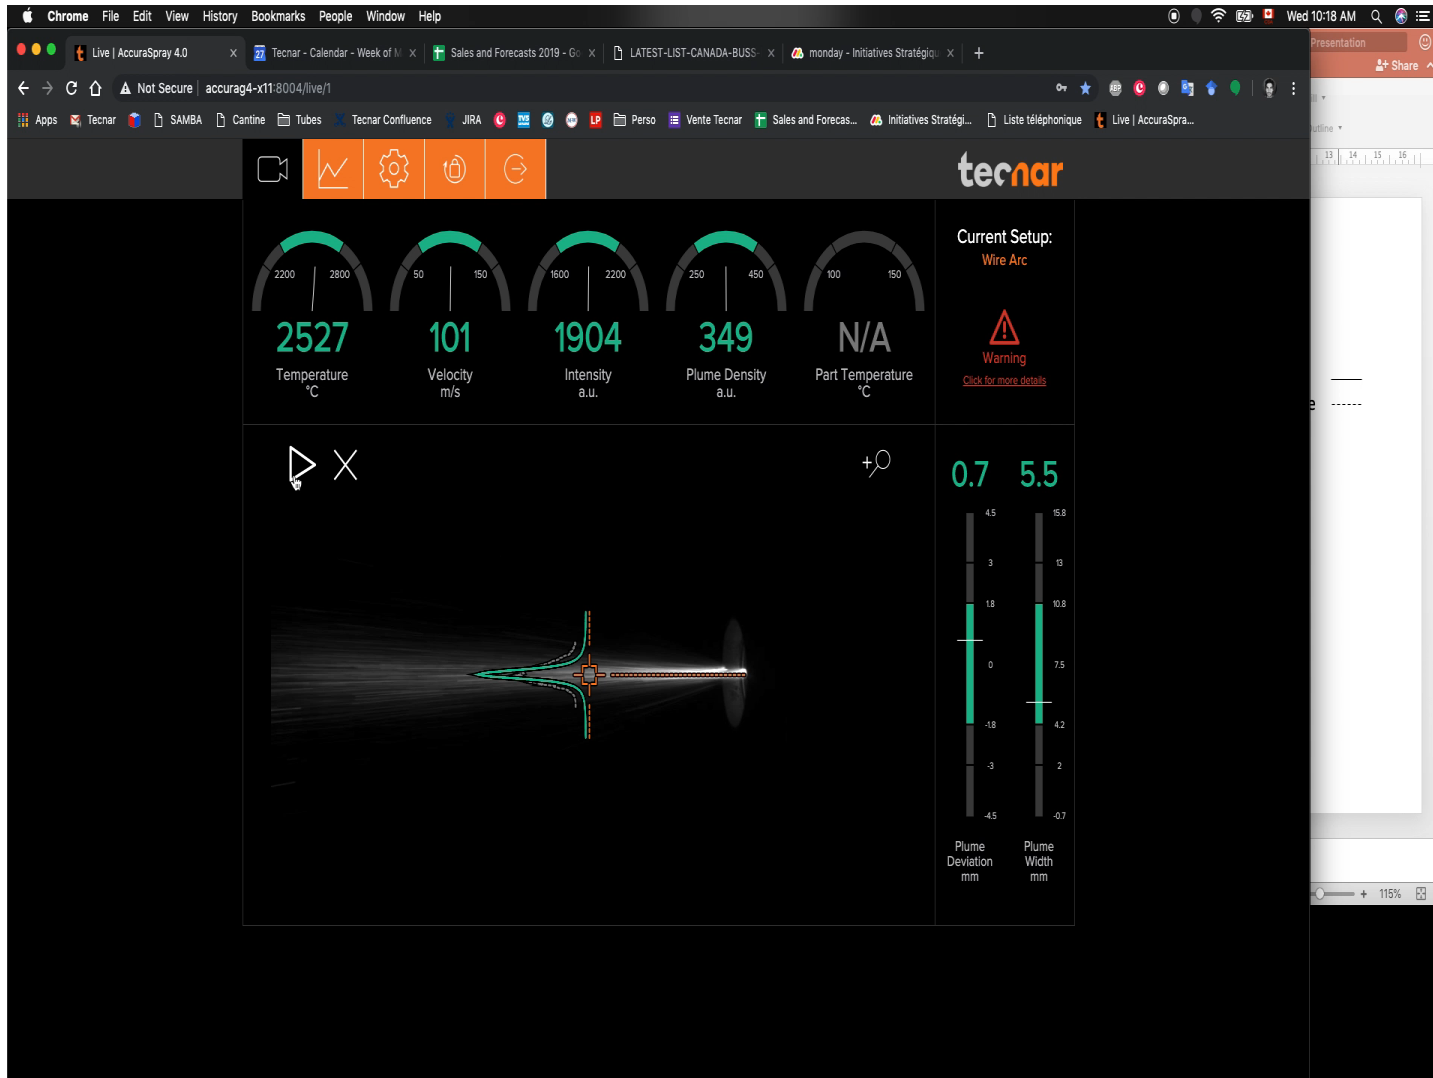 Chrome File Edit View History Bookmarks People Window Help Wed 10:18 AM
Live | AccuraSpray 4.0 Tecnar - Calendar - Week of M Sales and Forecasts 2019 - Go LATEST-LIST-CANADA-BUSS- monday - Initiatives Stratégiqu
Presentation
Share
Not Secure accurag4-x11:8004/live/1
Apps Tecnar SAMBA Cantine Tubes Tecnar Confluence JIRA TVS LP Perso Vente Tecnar Sales and Forecas... Initiatives Stratégi... Liste téléphonique Live | AccuraSpra...
13 14 15 16
tecnar
Current Setup:
Wire Arc
2200 2800 50 150 1600 2200 250 450 100 150
2527 101 1904 349 N/A
Temperature Velocity Intensity Plume Density Part Temperature
°C m/s a.u. a.u. °C
Warning
Click for more details
0.7 5.5
4.5 15.8
3 13
1.8 10.8
0 7.5
-1.8 4.2
-3 2
-4.5 -0.7
Plume Plume
Deviation Width
mm mm
115%